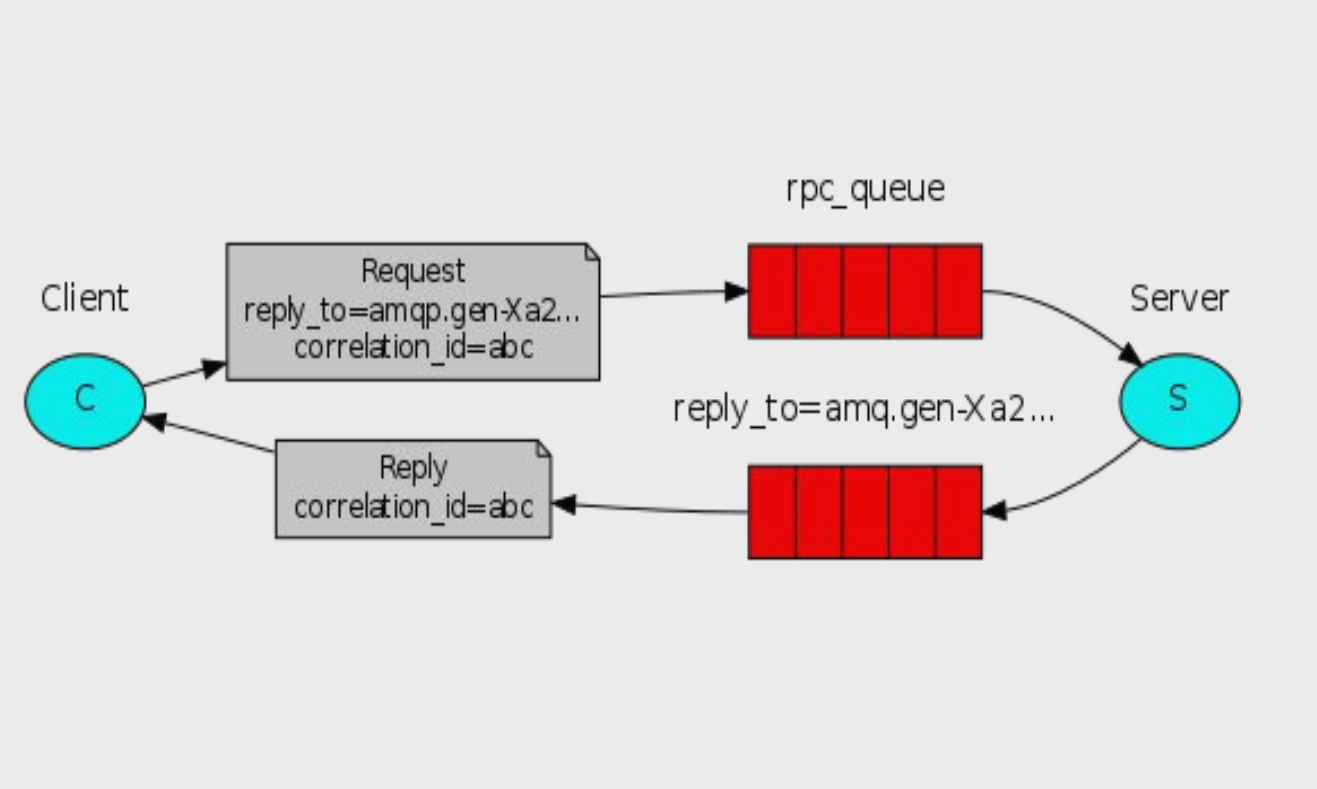 rpc_queue
Request
reply_to=amqp.gen-Xa2...
correlation_id=abc
Client
Server
C
S
reply_to=amq.gen-Xa2...
Reply
correlation_id=abc